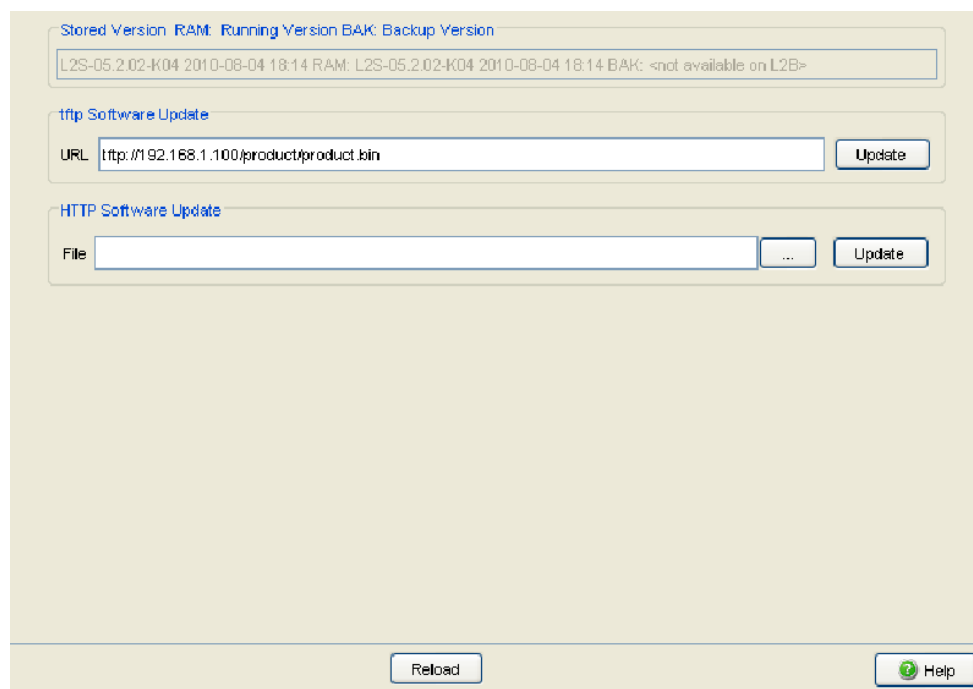 Stored Version RAM: Running Version BAK: Backup Version
L2S-05.2.02-K04 2010-08-04 18:14 RAM: L2S-05.2.02-K04 2010-08-04 18:14 BAK: <not available on L2B>
tftp Software Update
URL tftp://192.168.1.100/product/product.bin Update
HTTP Software Update
File ... Update
Reload Help